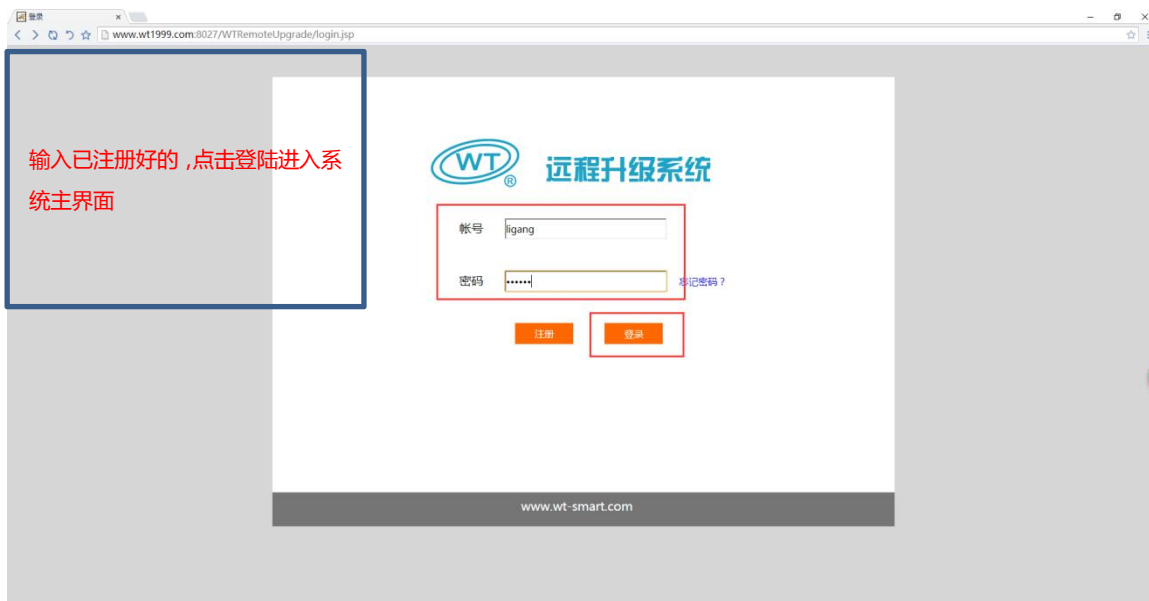 登录
www.wt1999.com:8027/WTRemoteUpgrade/login.jsp
输入已注册好的 ,点击登陆进入系
统主界面
WT ® 远程升级系统
帐号 ligang
密码 •••••• 忘记密码？
注册 登录
www.wt-smart.com